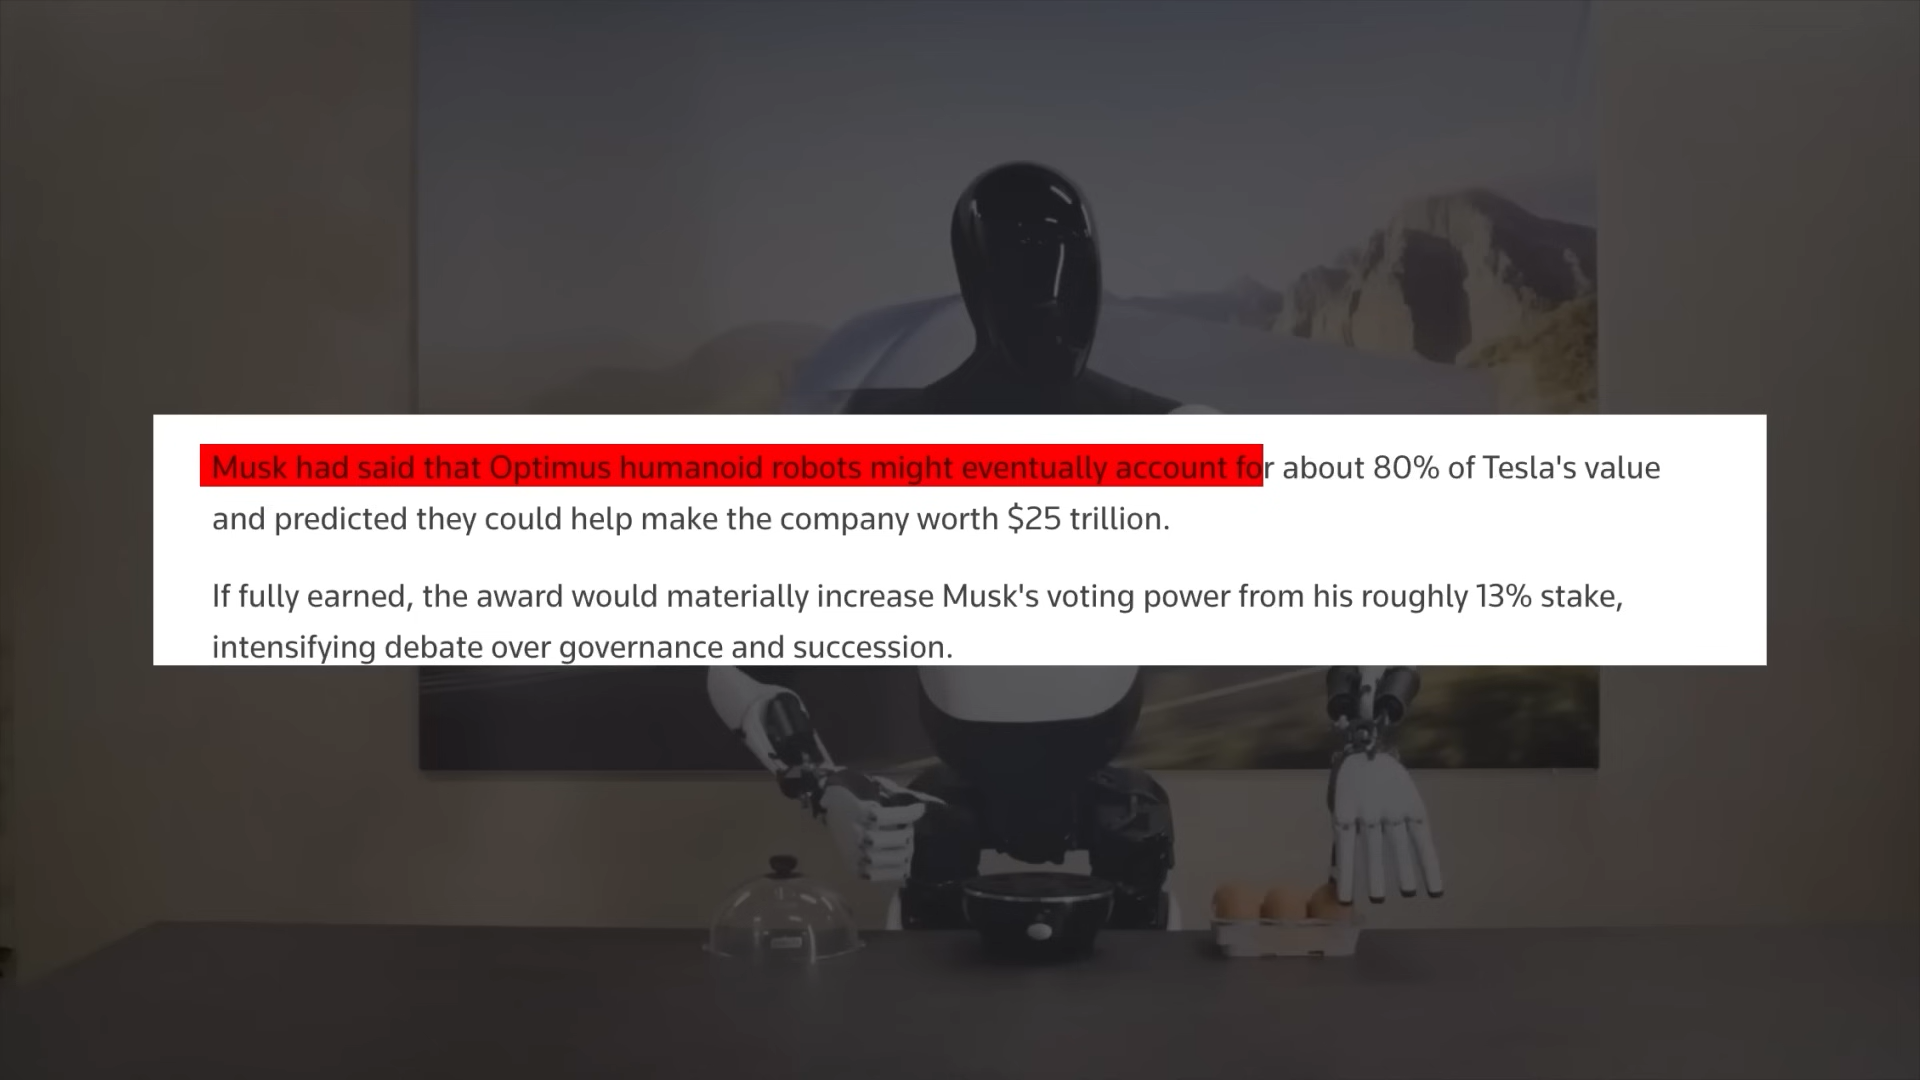 Musk had said that Optimus humanoid robots might eventually account for about 80% of Tesla's value
and predicted they could help make the company worth $25 trillion.
If fully earned, the award would materially increase Musk's voting power from his roughly 13% stake,
intensifying debate over governance and succession.